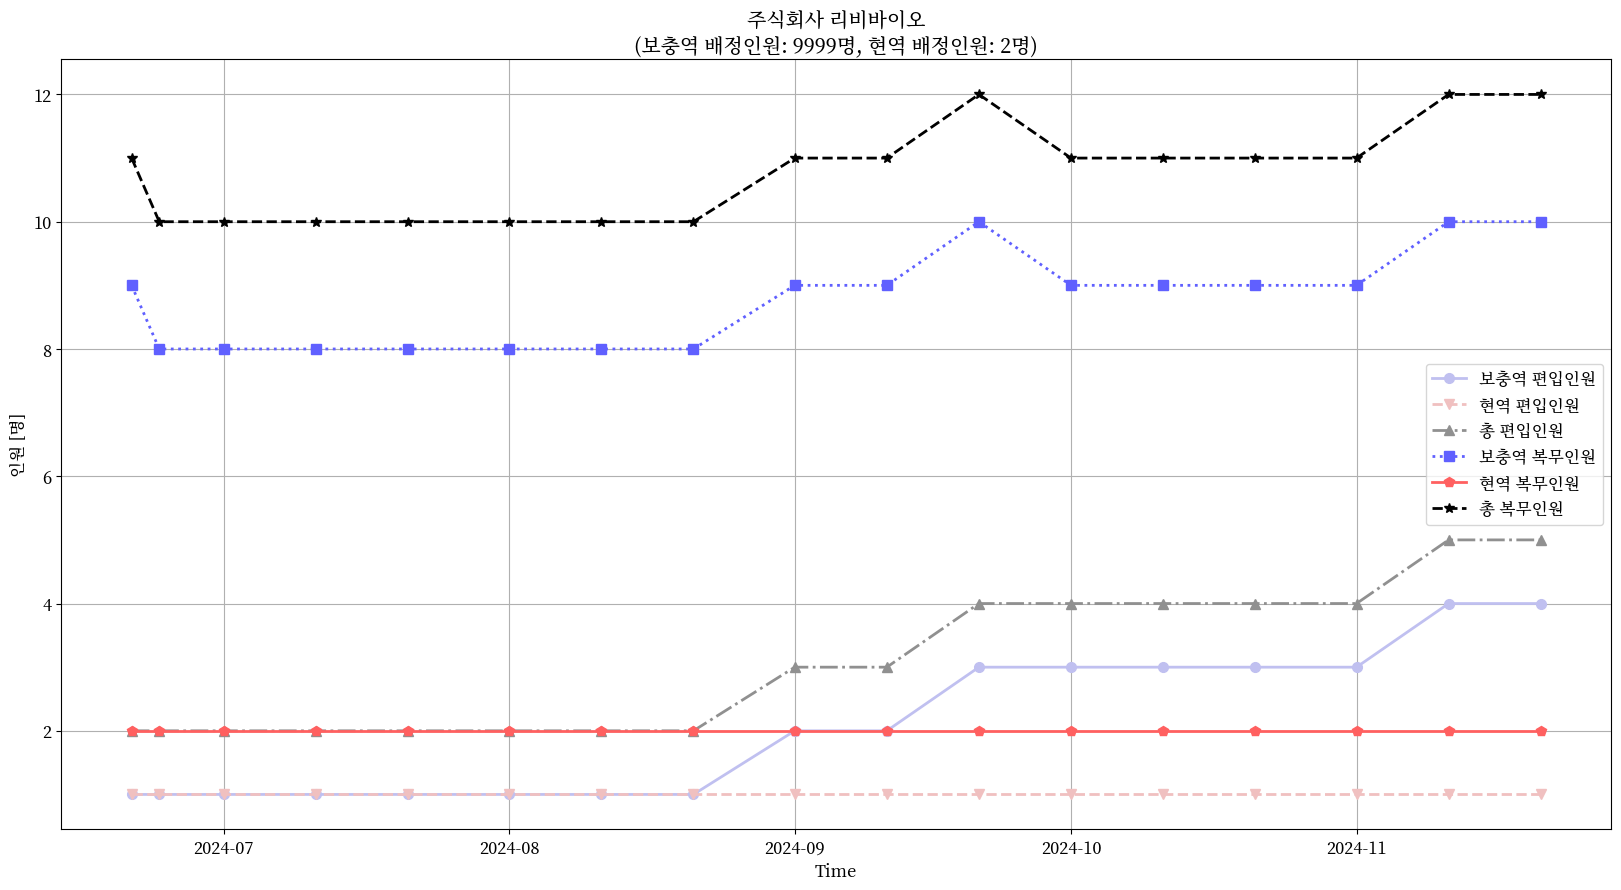 주식회사 리비바이오
(보충역 배정인원: 9999명, 현역 배정인원: 2명)
인원 [명]
12
10
8
6
4
2
보충역 편입인원
현역 편입인원
총 편입인원
보충역 복무인원
현역 복무인원
총 복무인원
2024-07
2024-08
2024-09
2024-10
2024-11
Time